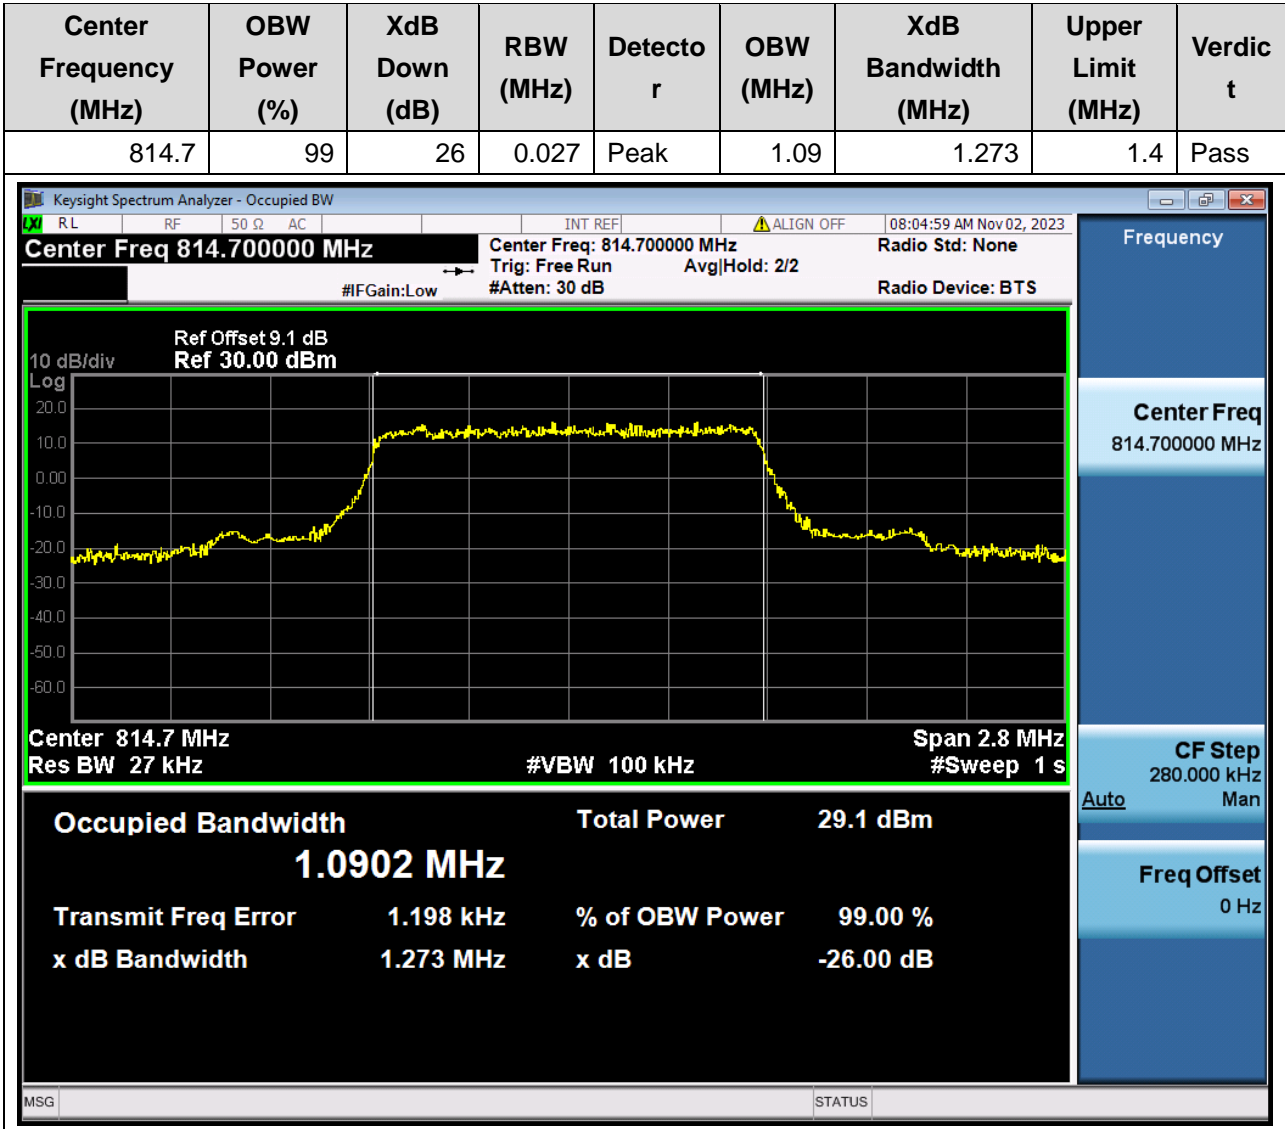 Center Frequency (MHz) OBW Power (%) XdB Down (dB) RBW (MHz) Detecto r OBW (MHz) XdB Bandwidth (MHz) Upper Limit (MHz) Verdic t
814.7 99 26 0.027 Peak 1.09 1.273 1.4 Pass
Keysight Spectrum Analyzer - Occupied BW
LXI RL RF 50 Ω AC INT REF ALIGN OFF 08:04:59 AM Nov 02, 2023
Center Freq 814.700000 MHz
Center Freq: 814.700000 MHz Radio Std: None
Trig: Free Run Avg|Hold: 2/2
#IFGain:Low #Atten: 30 dB Radio Device: BTS
Ref Offset 9.1 dB
10 dB/div Ref 30.00 dBm
Log
20.0
10.0
0.00
-10.0
-20.0
-30.0
-40.0
-50.0
-60.0
Center 814.7 MHz Span 2.8 MHz
Res BW 27 kHz #VBW 100 kHz #Sweep 1 s
Occupied Bandwidth Total Power 29.1 dBm
1.0902 MHz
Transmit Freq Error 1.198 kHz % of OBW Power 99.00 %
x dB Bandwidth 1.273 MHz x dB -26.00 dB
MSG STATUS
Frequency
Center Freq
814.700000 MHz
CF Step
280.000 kHz
Auto Man
Freq Offset
0 Hz